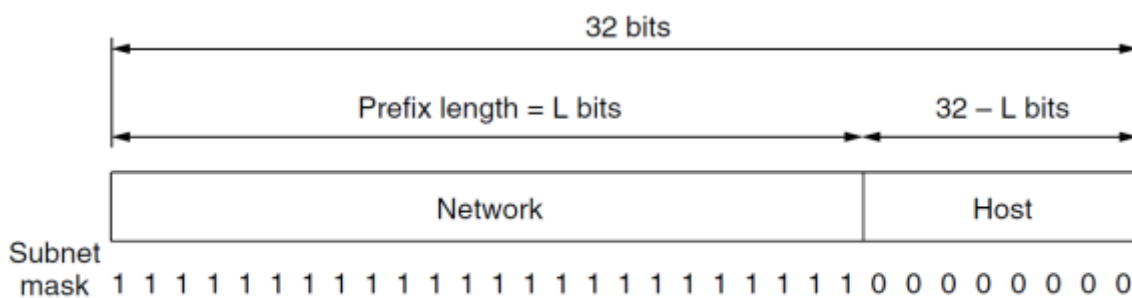 32 bits
Prefix length = L bits 32 – L bits
Network Host
Subnet
mask 1 1 1 1 1 1 1 1 1 1 1 1 1 1 1 1 1 1 1 1 1 1 1 1 0 0 0 0 0 0 0 0